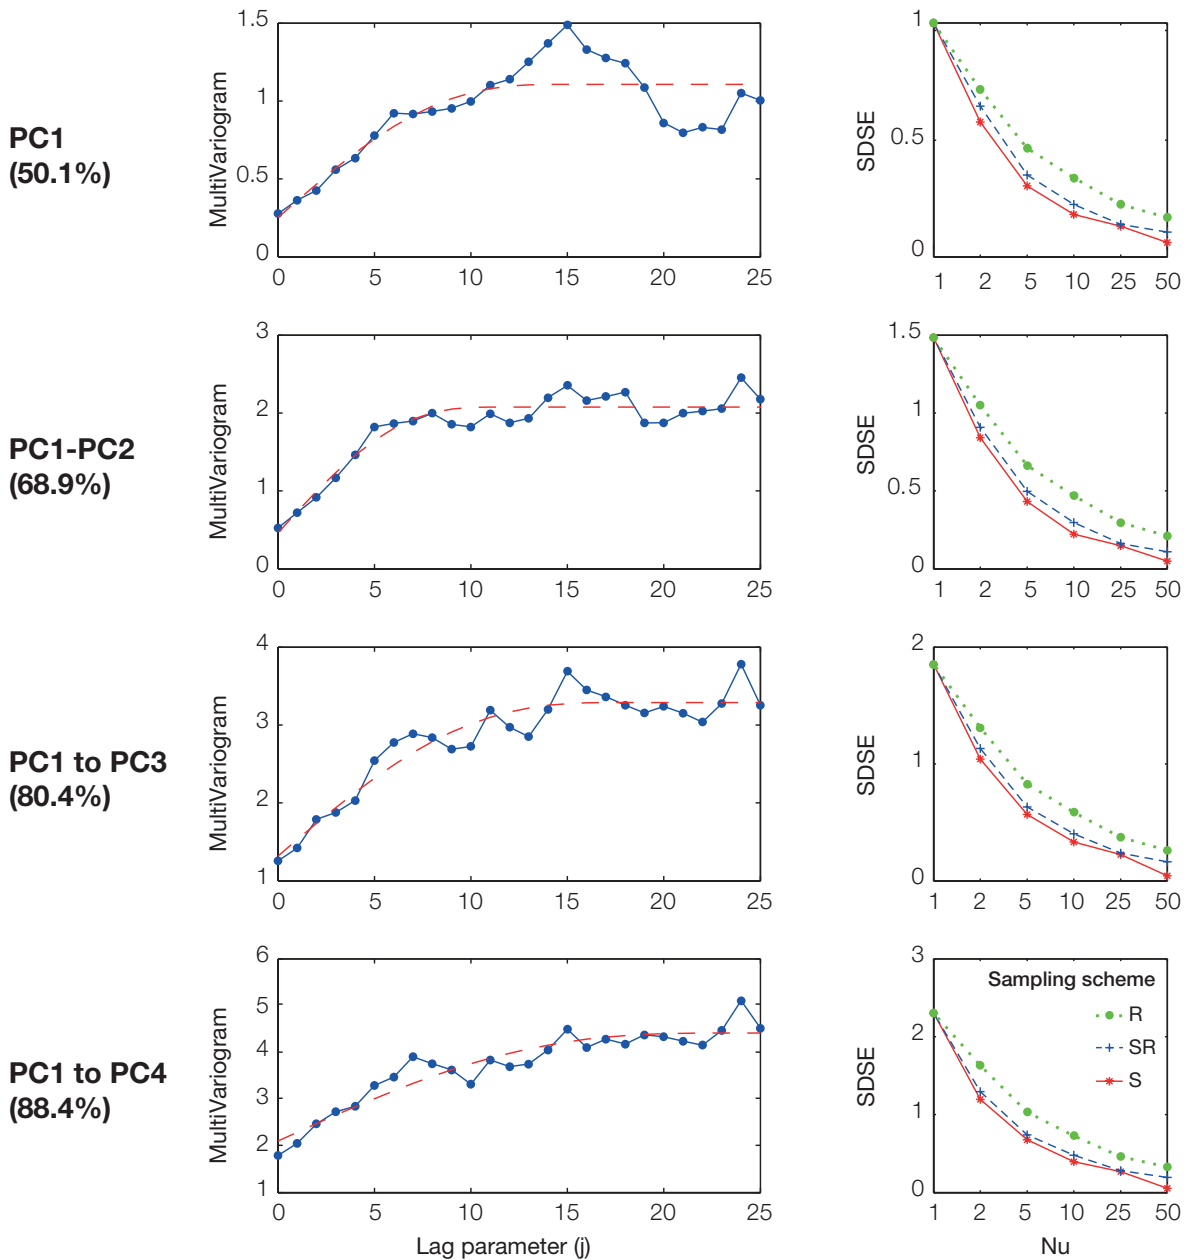 PC1
(50.1%)
MultiVariogram
1.5
1
0.5
0
0 5 10 15 20 25
SDSE
1
0.5
0
1 2 5 10 25 50
PC1-PC2
(68.9%)
MultiVariogram
3
2
1
0
0 5 10 15 20 25
SDSE
1.5
1
0.5
0
1 2 5 10 25 50
PC1 to PC3
(80.4%)
MultiVariogram
4
3
2
1
0 5 10 15 20 25
SDSE
2
1
0
1 2 5 10 25 50
PC1 to PC4
(88.4%)
MultiVariogram
6
5
4
3
2
1
0 5 10 15 20 25
Lag parameter (j)
SDSE
3
2
1
0
Sampling scheme
R
SR
S
1 2 5 10 25 50
Nu